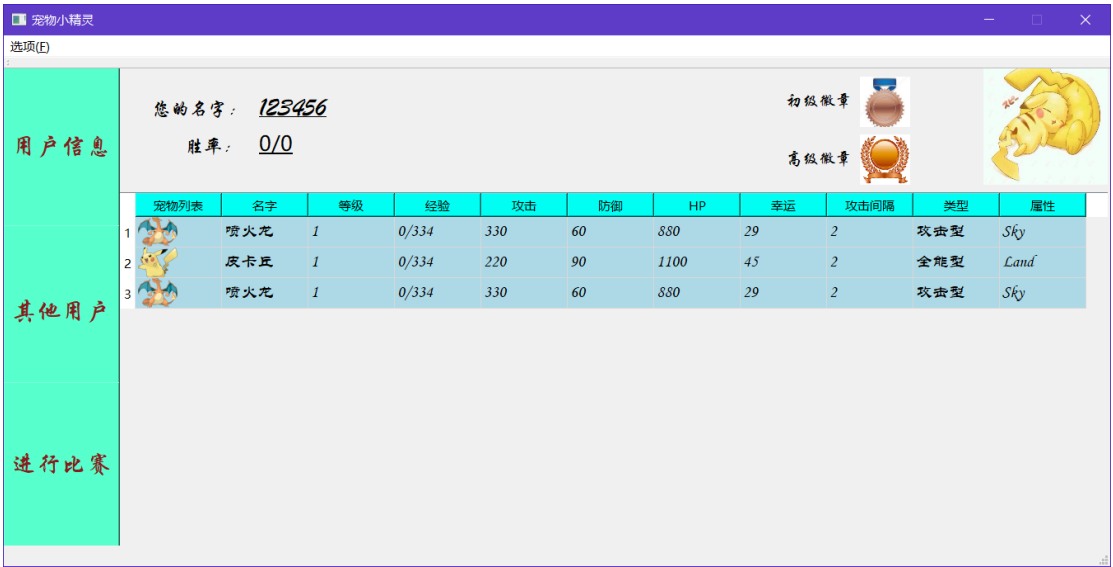 宠物小精灵
选项(F)
用户信息
其他用户
进行比赛
您的名字： 123456
胜率： 0/0
初级徽章
高级徽章
宠物列表 名字 等级 经验 攻击 防御 HP 幸运 攻击间隔 类型 属性
1 喷火龙 1 0/334 330 60 880 29 2 攻击型 Sky
2 皮卡丘 1 0/334 220 90 1100 45 2 全能型 Land
3 喷火龙 1 0/334 330 60 880 29 2 攻击型 Sky